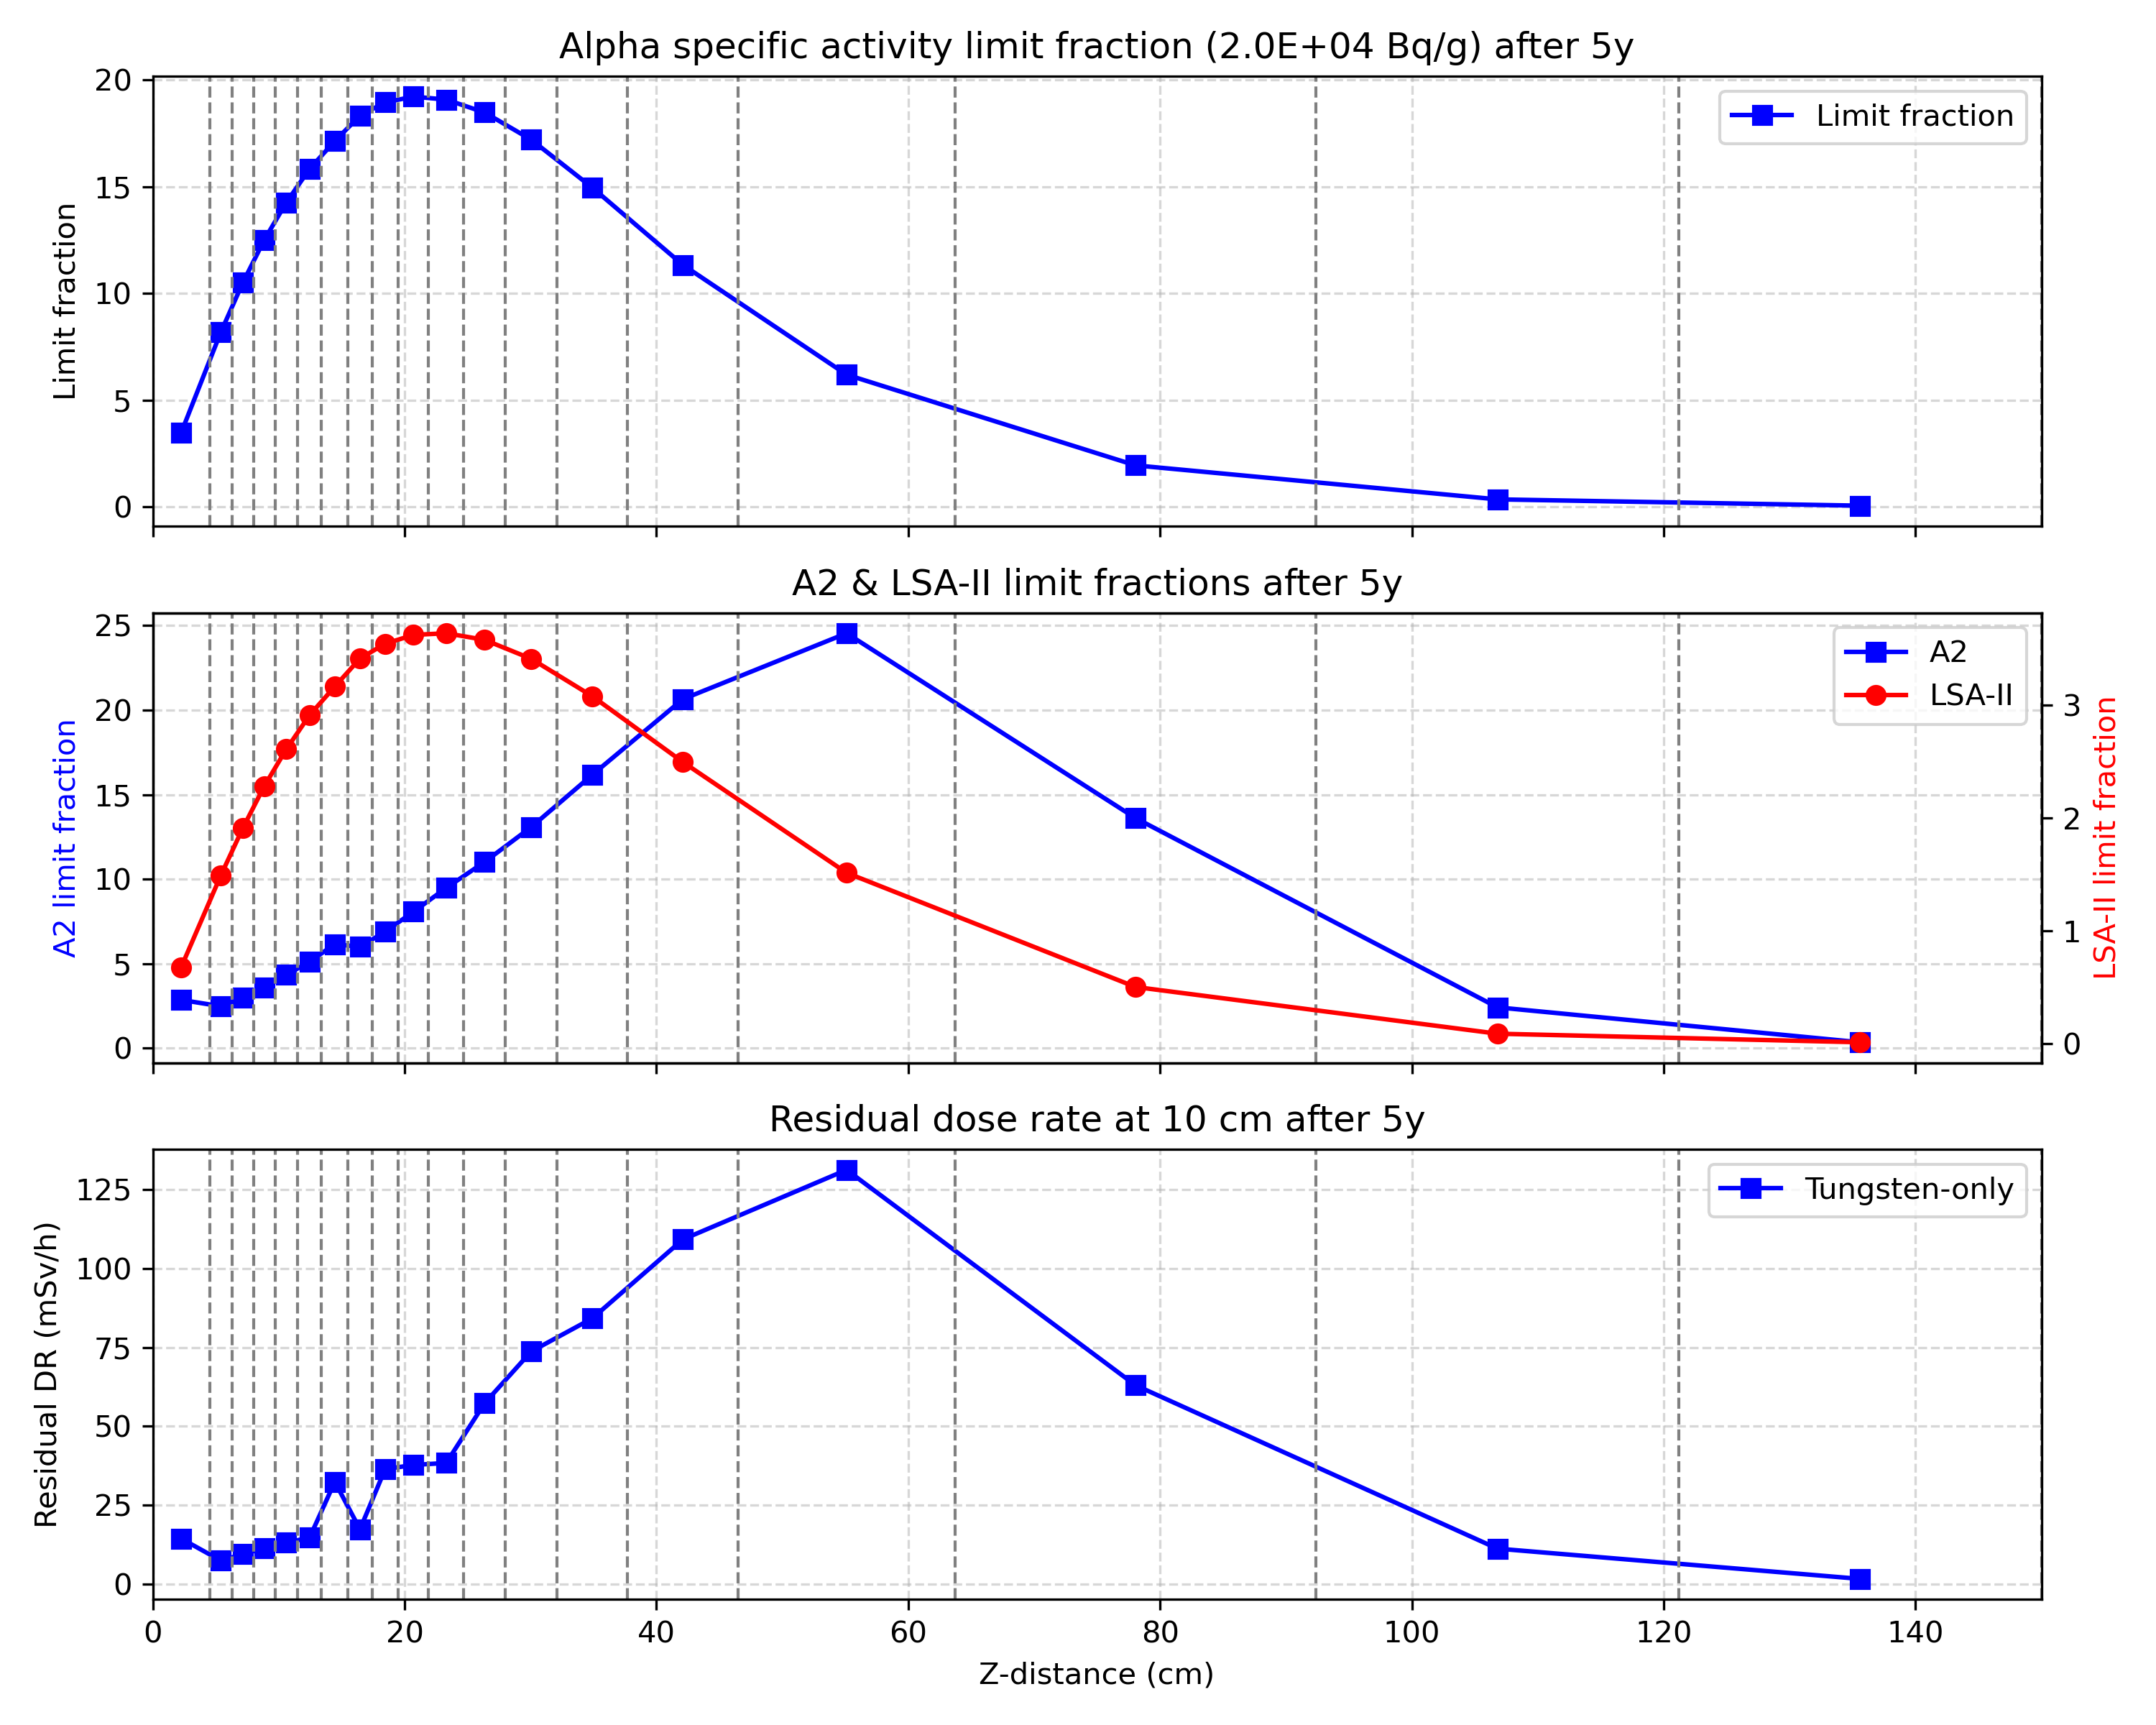 Alpha specific activity limit fraction (2.0E+04 Bq/g) after 5y
Limit fraction
20
15
10
5
0
Limit fraction
A2 & LSA-II limit fractions after 5y
A2 limit fraction
25
20
15
10
5
0
A2
LSA-II
3
2
1
0
LSA-II limit fraction
Residual dose rate at 10 cm after 5y
Residual DR (mSv/h)
125
100
75
50
25
0
Tungsten-only
0 20 40 60 80 100 120 140
Z-distance (cm)